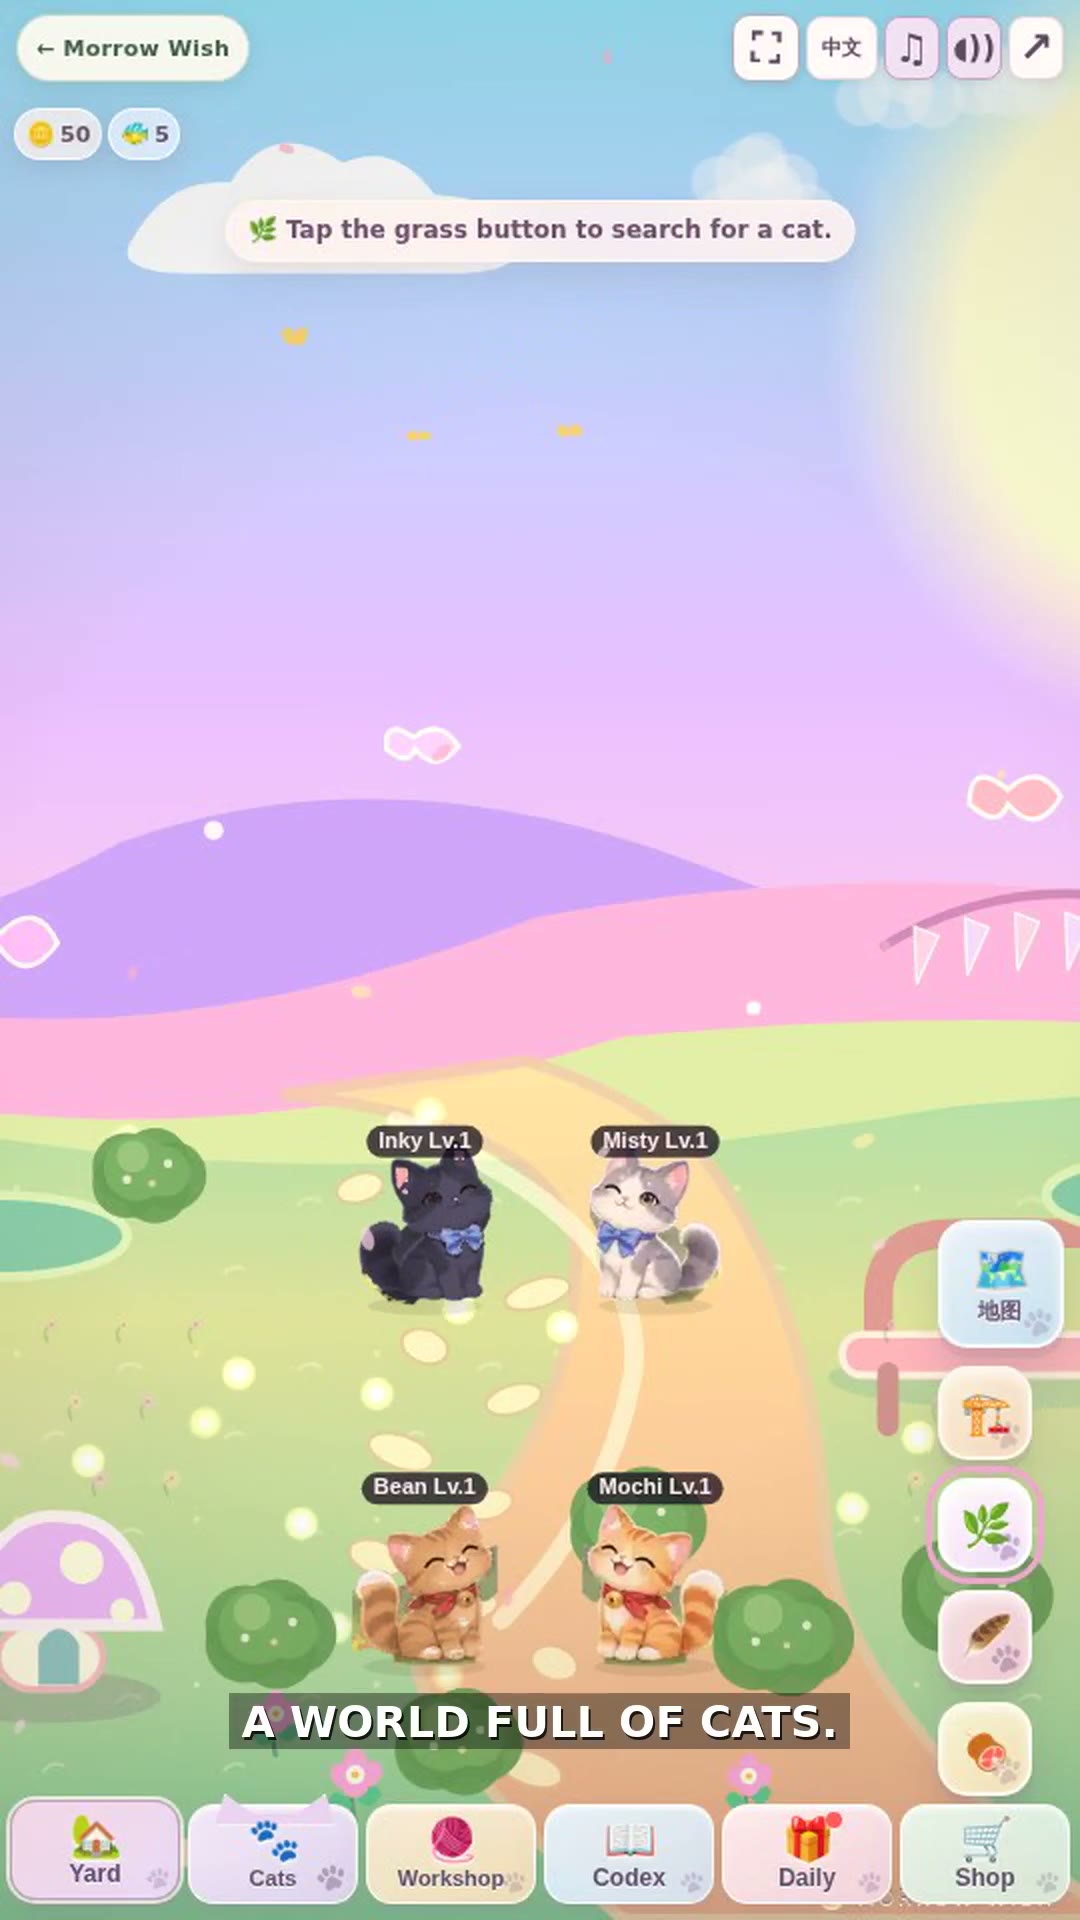 ← Morrow Wish
中文
50
5
Tap the grass button to search for a cat.
Inky Lv.1
Misty Lv.1
地图
Bean Lv.1
Mochi Lv.1
A WORLD FULL OF CATS.
Yard
Cats
Workshop
Codex
Daily
Shop